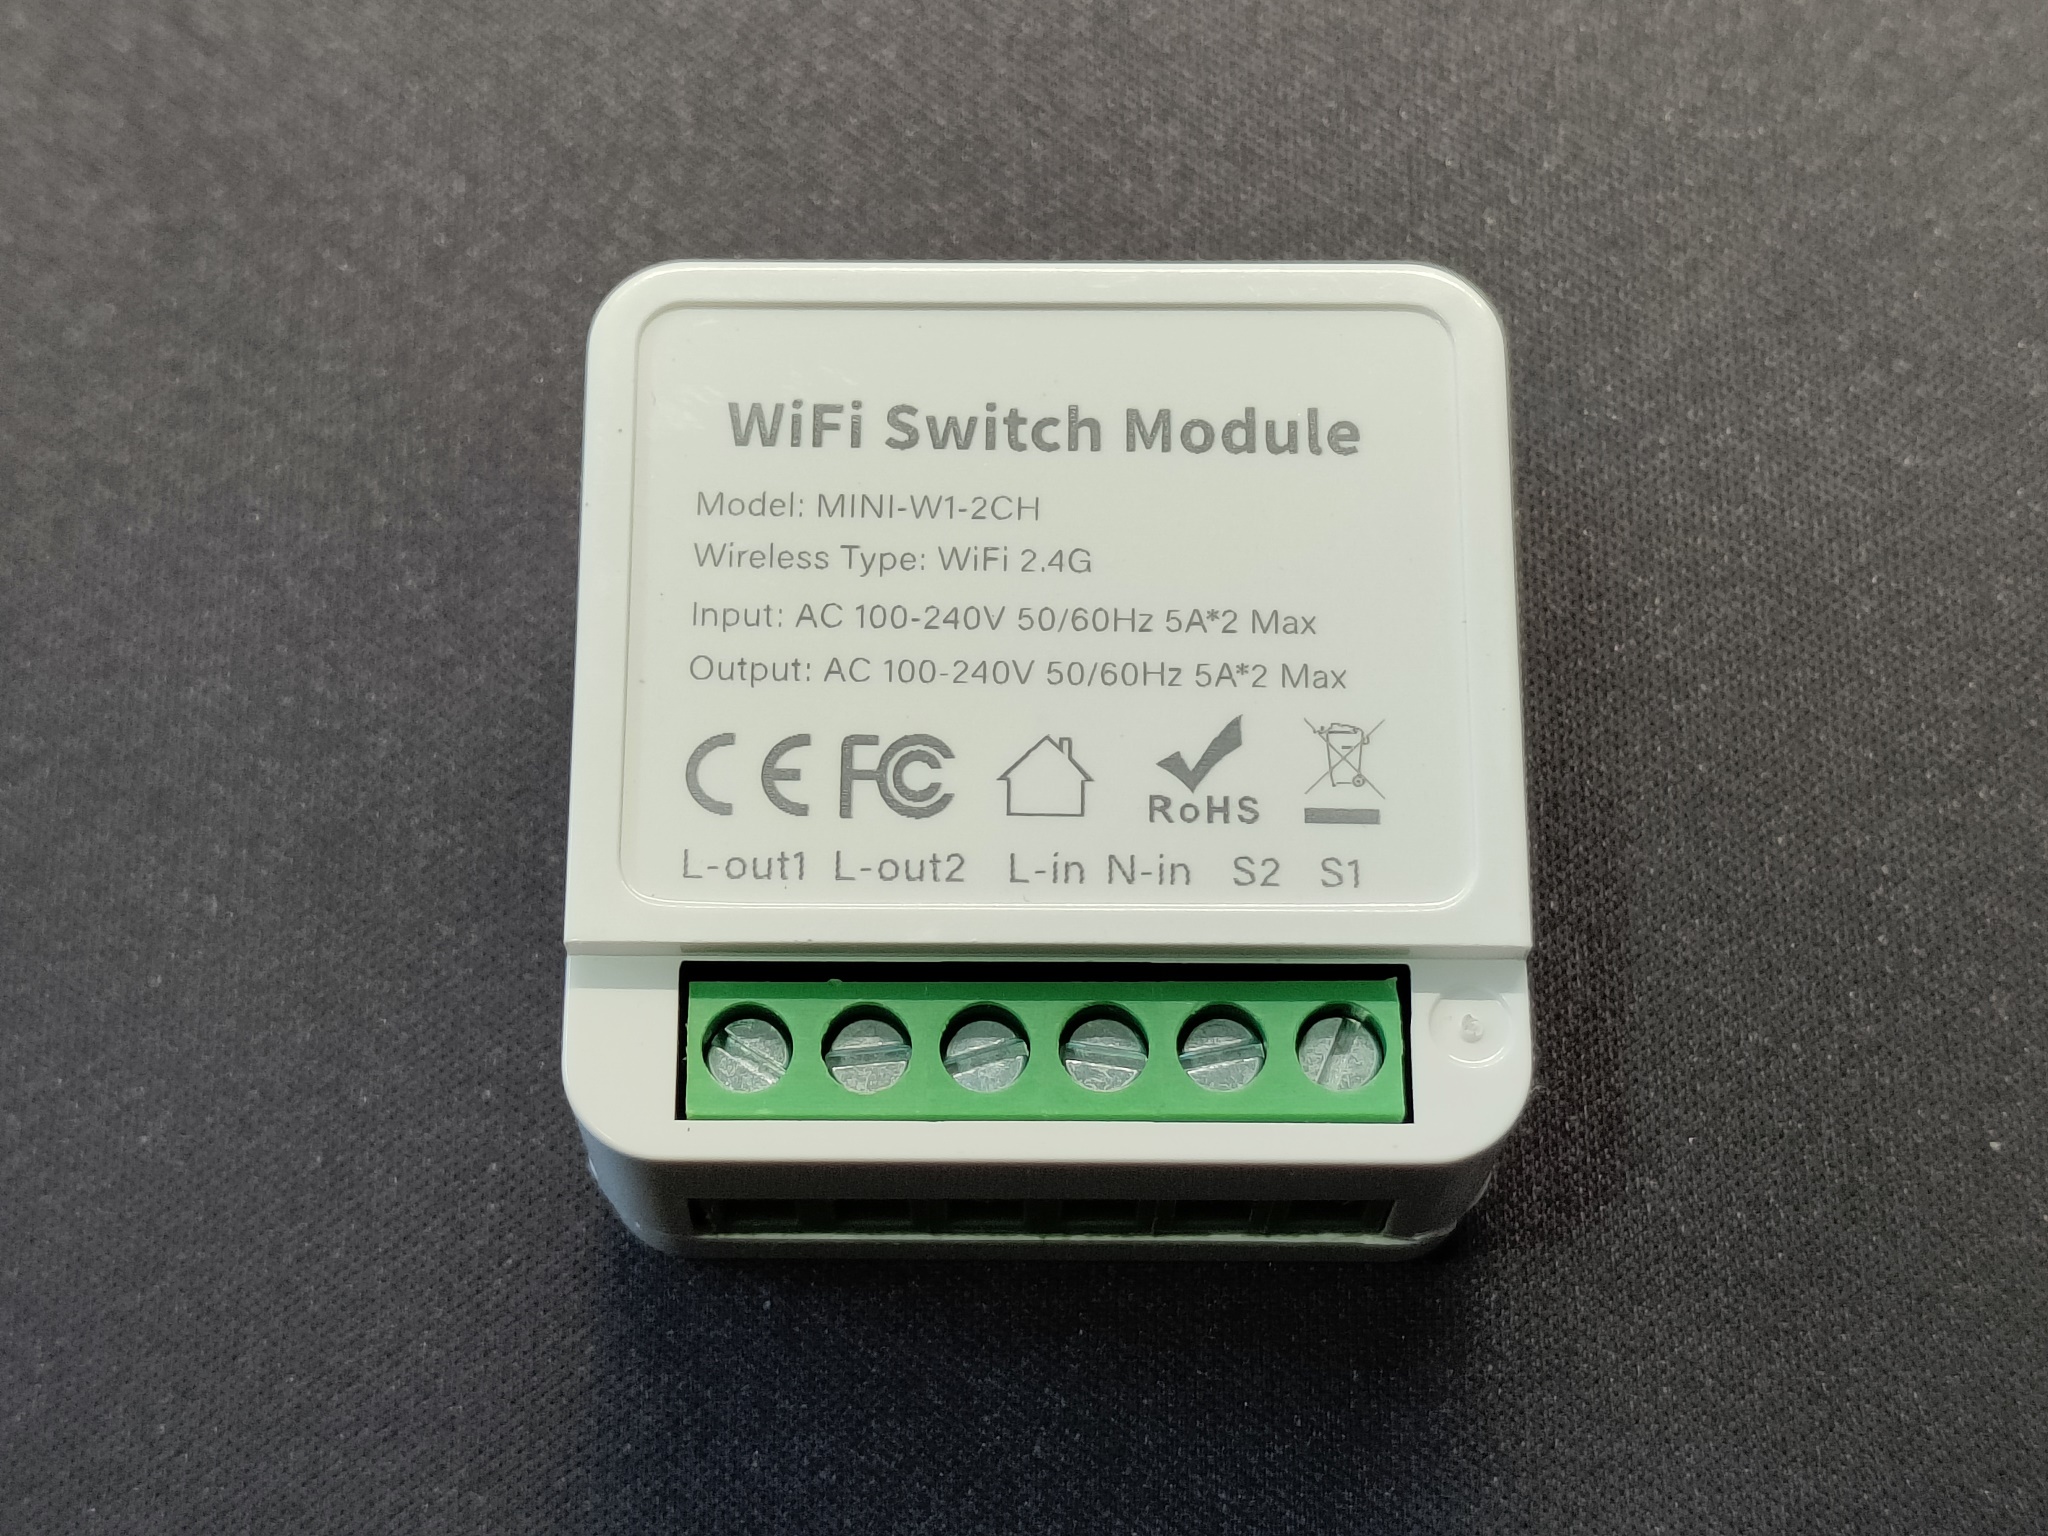 WiFi Switch Module
Model: MINI-W1-2CH
Wireless Type: WiFi 2.4G
Input: AC 100-240V 50/60Hz 5A*2 Max
Output: AC 100-240V 50/60Hz 5A*2 Max
CE FC
RoHS
L-out1 L-out2 L-in N-in S2 S1